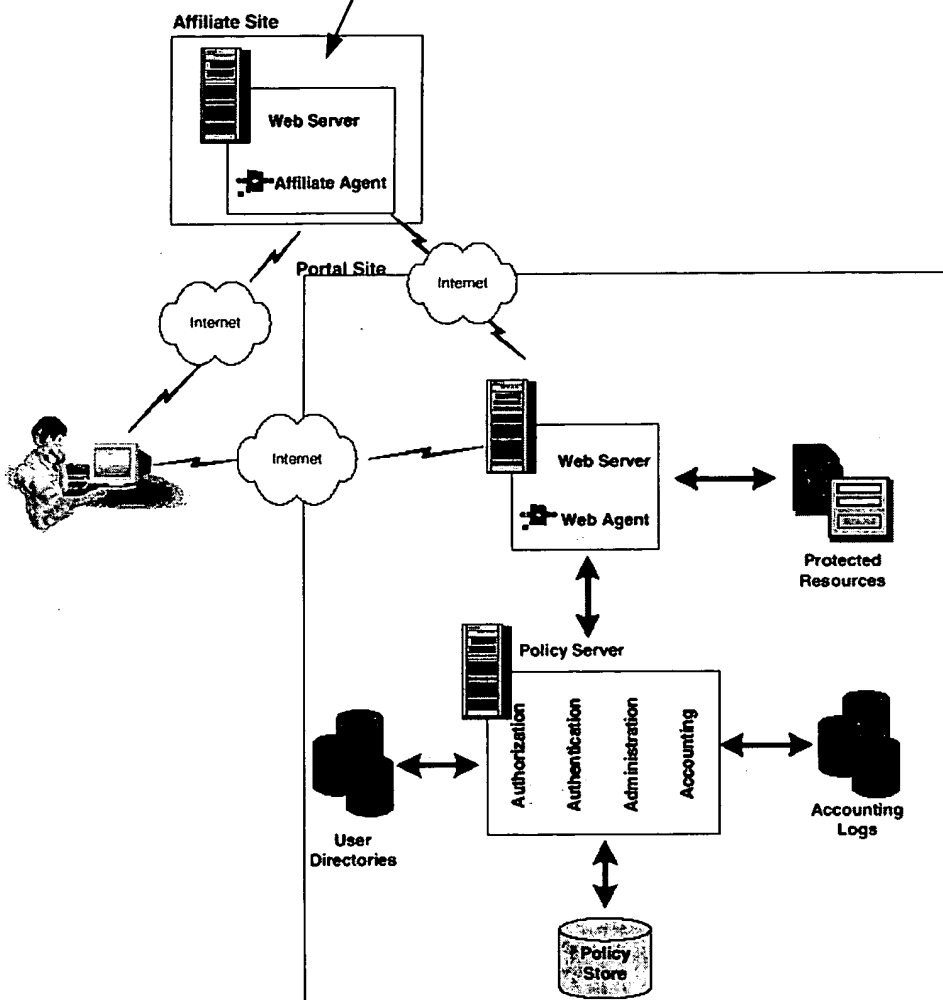 Affiliate Site
Web Server
Affiliate Agent
Portal Site
Internet
Internet
Internet
Web Server
Web Agent
Protected
Resources
Policy Server
Authorization
Authentication
Administration
Accounting
User
Directories
Accounting
Logs
Policy
Store